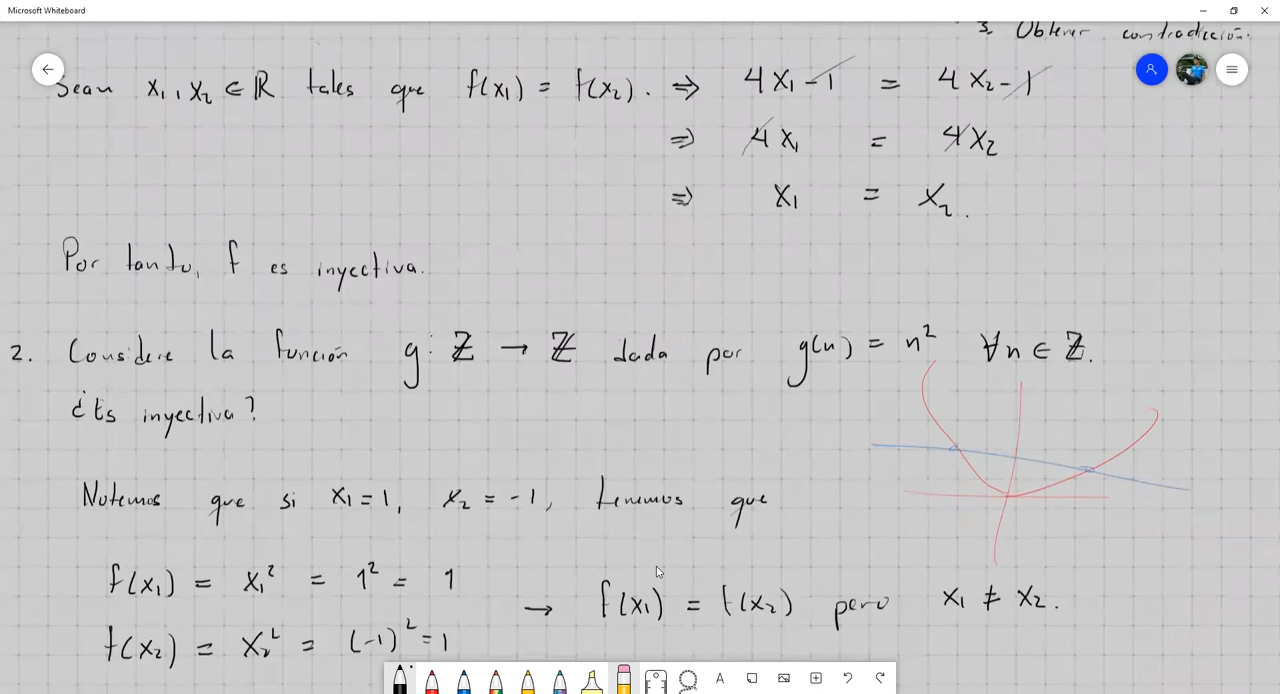 Microsoft Whiteboard
3. Obtener contradicción.
Sean x₁, x₂ ∈ ℝ tales que f(x₁) = f(x₂). ⇒ 4x₁ - 1 = 4x₂ - 1
⇒ 4x₁ = 4x₂
⇒ x₁ = x₂.
Por tanto, f es inyectiva.
2. Considere la función g: ℤ → ℤ dada por g(n) = n² ∀n ∈ ℤ.
¿Es inyectiva?
Notemos que si x₁ = 1, x₂ = -1, tenemos que
f(x₁) = x₁² = 1² = 1
→ f(x₁) = f(x₂) pero x₁ ≠ x₂.
f(x₂) = x₂² = (-1)² = 1